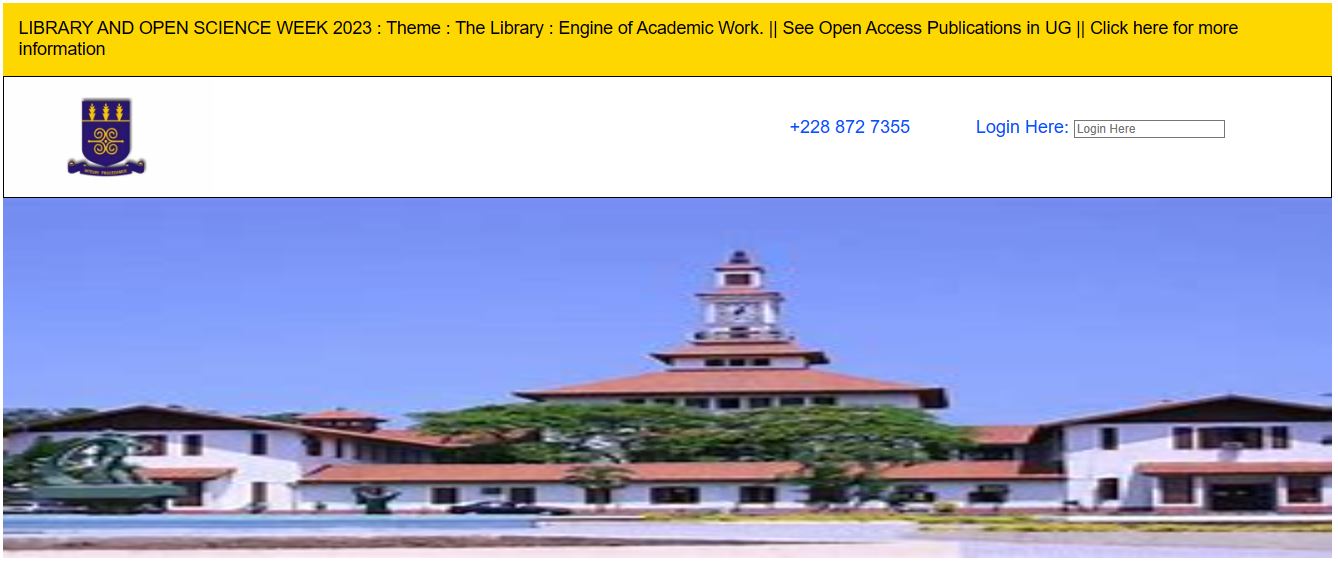 LIBRARY AND OPEN SCIENCE WEEK 2023 : Theme : The Library : Engine of Academic Work. || See Open Access Publications in UG || Click here for more
information
+228 872 7355 Login Here: Login Here